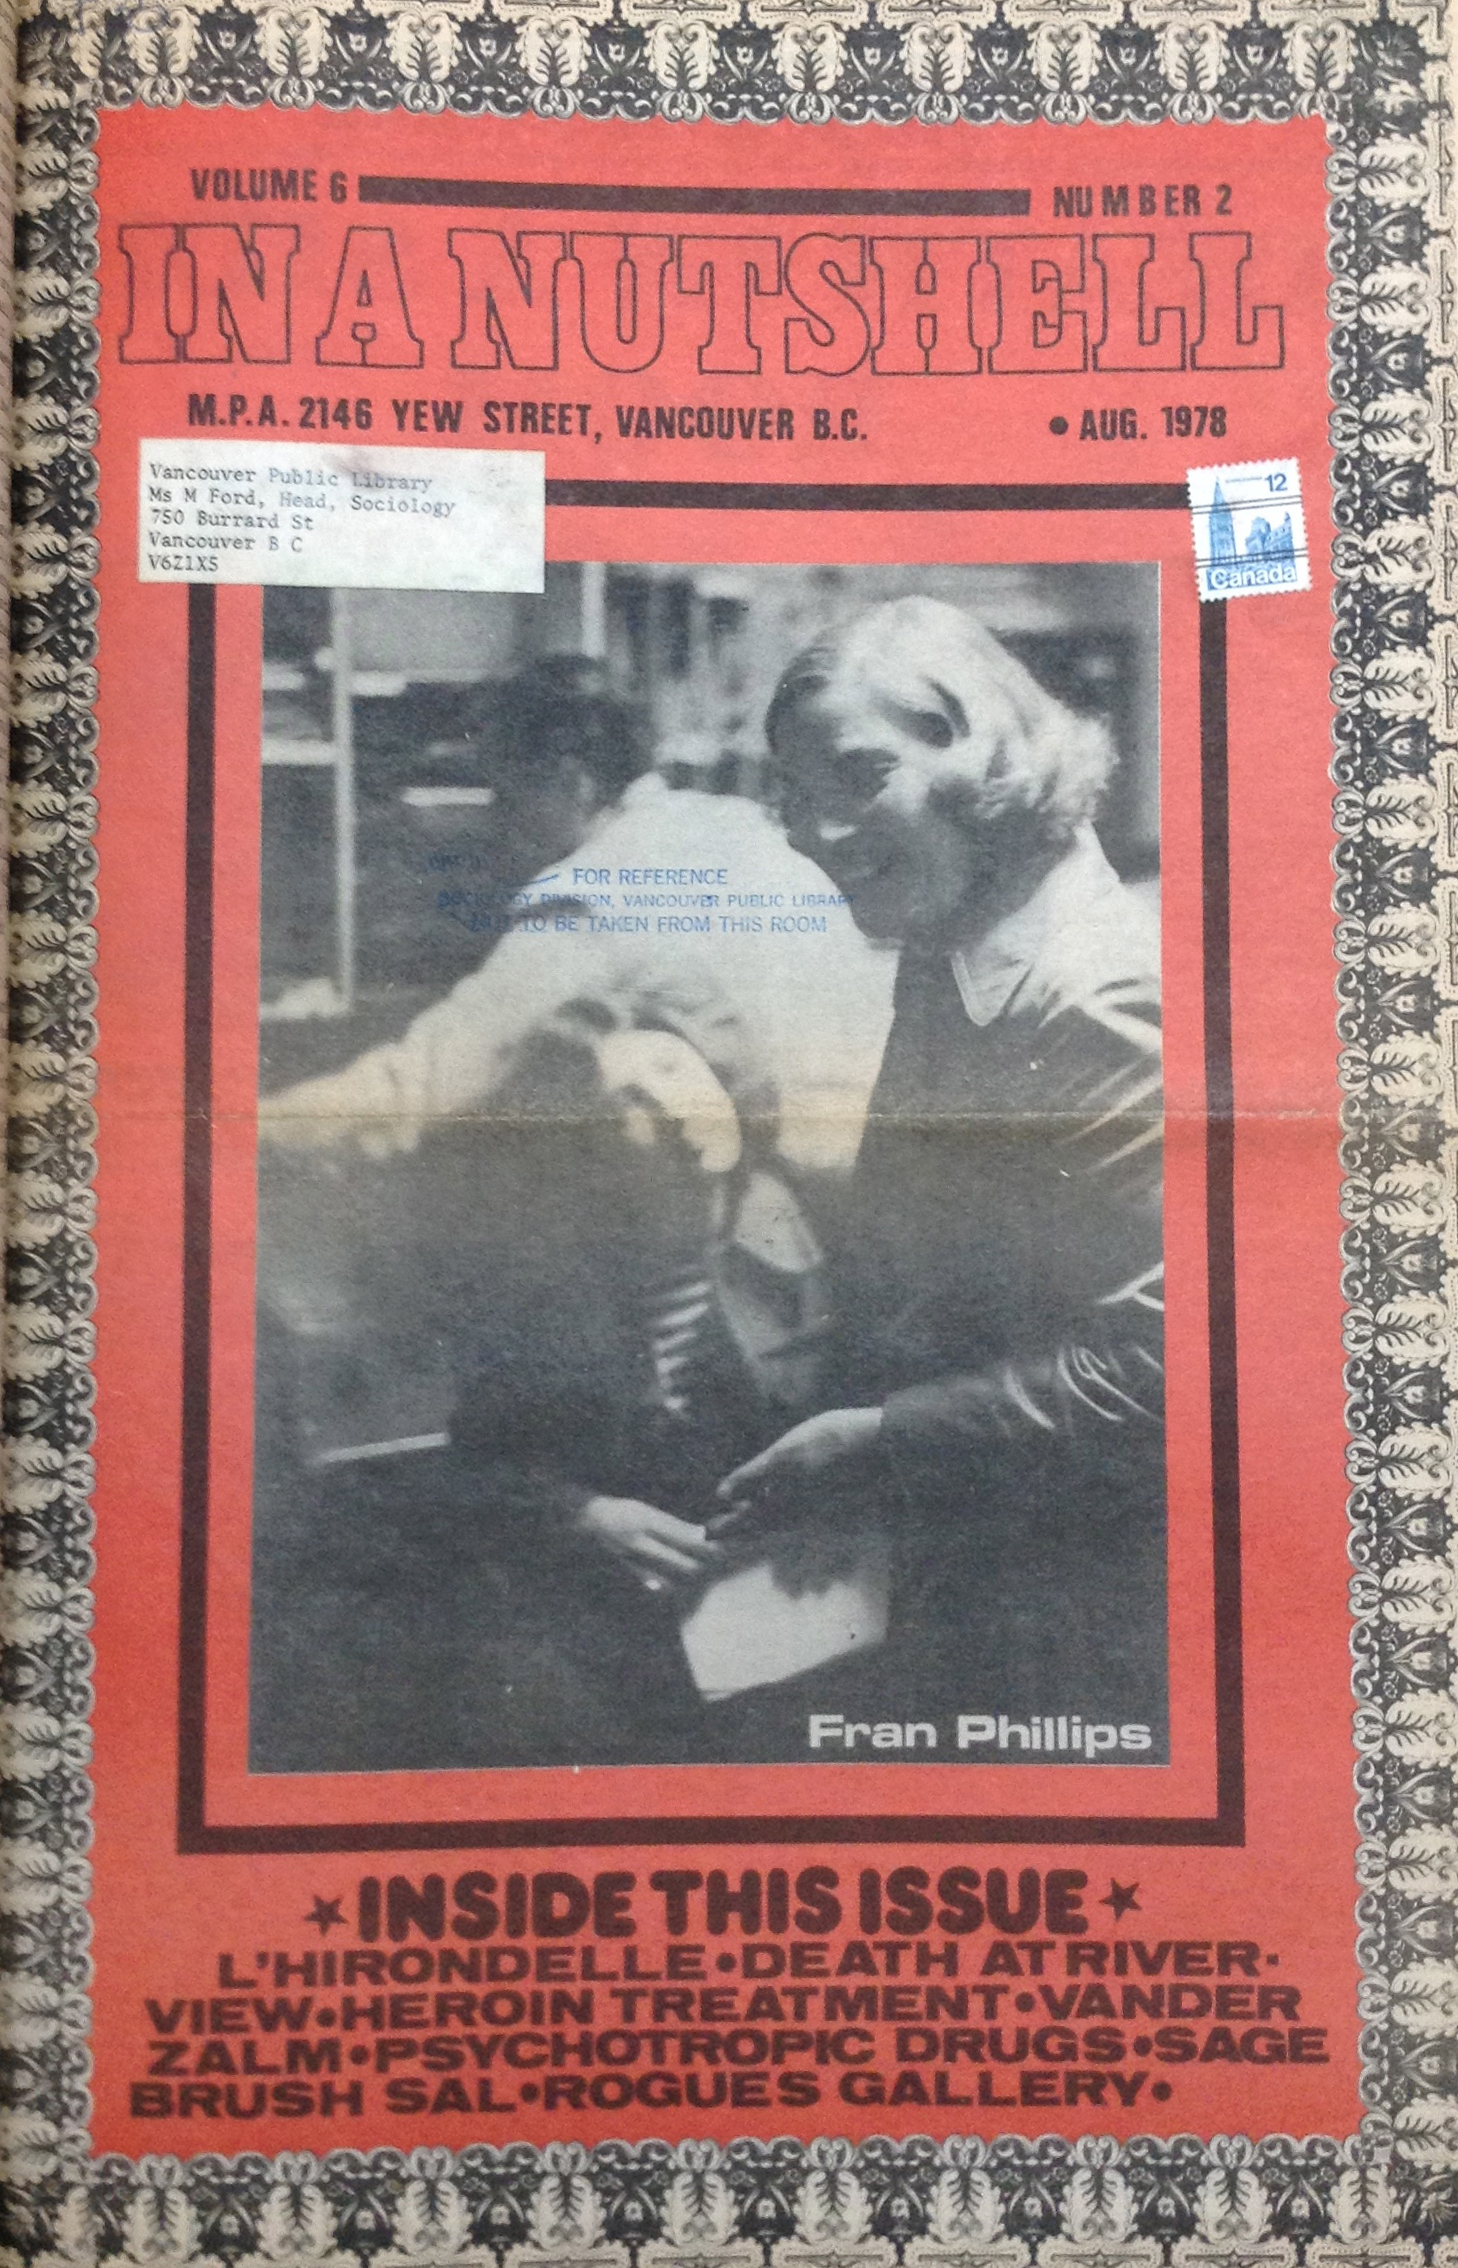 VOLUME 6 NUMBER 2
IN A NUTSHELL
M.P.A. 2146 YEW STREET, VANCOUVER B.C. • AUG. 1978
Vancouver Public Library
Ms M Ford, Head, Sociology
750 Burrard St
Vancouver B C
V6Z1X5
12
Canada
FOR REFERENCE
SOCIOLOGY DIVISION, VANCOUVER PUBLIC LIBRARY
TO BE TAKEN FROM THIS ROOM
Fran Phillips
★INSIDE THIS ISSUE★
L'HIRONDELLE•DEATH AT RIVER-
VIEW•HEROIN TREATMENT•VANDER
ZALM•PSYCHOTROPIC DRUGS•SAGE
BRUSH SAL•ROGUES GALLERY•